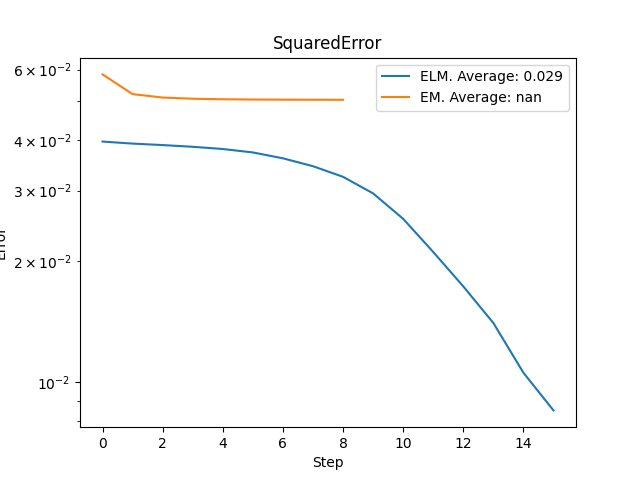 SquaredError
ELM. Average: 0.029
EM. Average: nan
6 × 10⁻²
4 × 10⁻²
3 × 10⁻²
2 × 10⁻²
10⁻²
Error
0 2 4 6 8 10 12 14
Step